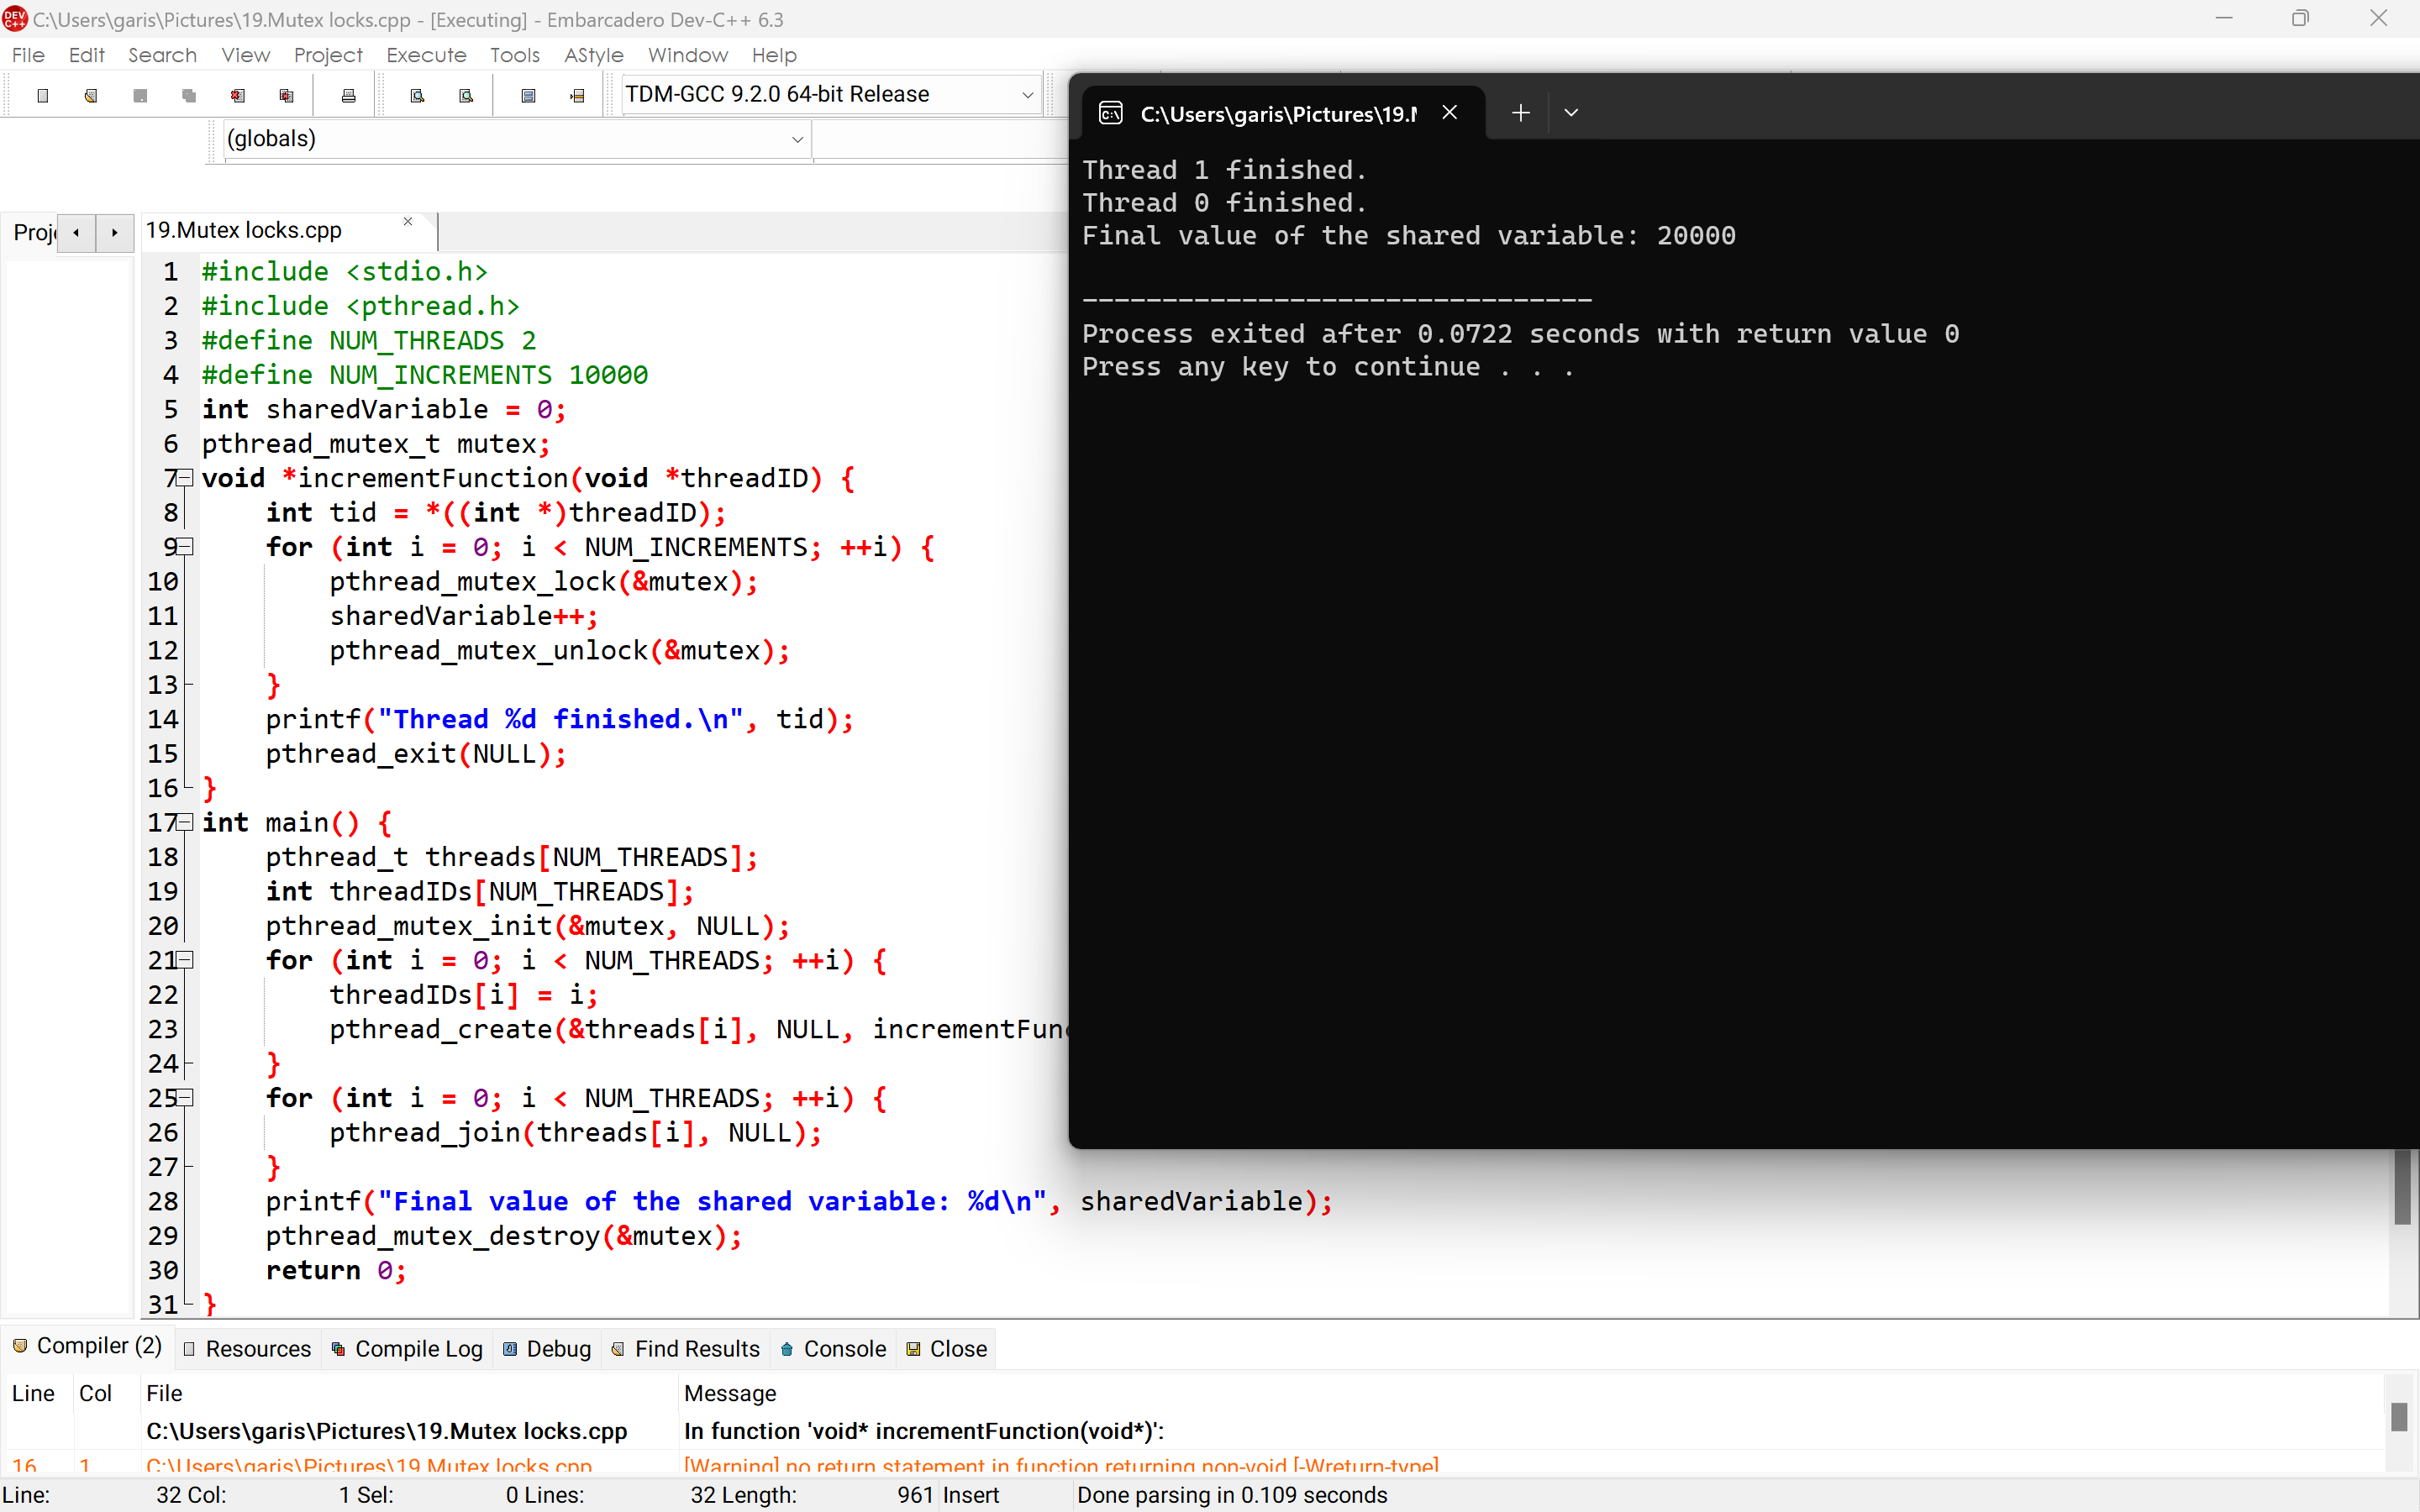 C:\Users\garis\Pictures\19.Mutex locks.cpp - [Executing] - Embarcadero Dev-C++ 6.3
File Edit Search View Project Execute Tools AStyle Window Help
TDM-GCC 9.2.0 64-bit Release
(globals)
19.Mutex locks.cpp
1 #include <stdio.h>
2 #include <pthread.h>
3 #define NUM_THREADS 2
4 #define NUM_INCREMENTS 10000
5 int sharedVariable = 0;
6 pthread_mutex_t mutex;
7 void *incrementFunction(void *threadID) {
8 int tid = *((int *)threadID);
9 for (int i = 0; i < NUM_INCREMENTS; ++i) {
10 pthread_mutex_lock(&mutex);
11 sharedVariable++;
12 pthread_mutex_unlock(&mutex);
13 }
14 printf("Thread %d finished.\n", tid);
15 pthread_exit(NULL);
16 }
17 int main() {
18 pthread_t threads[NUM_THREADS];
19 int threadIDs[NUM_THREADS];
20 pthread_mutex_init(&mutex, NULL);
21 for (int i = 0; i < NUM_THREADS; ++i) {
22 threadIDs[i] = i;
23 pthread_create(&threads[i], NULL, incrementFunc
24 }
25 for (int i = 0; i < NUM_THREADS; ++i) {
26 pthread_join(threads[i], NULL);
27 }
28 printf("Final value of the shared variable: %d\n", sharedVariable);
29 pthread_mutex_destroy(&mutex);
30 return 0;
31 }
C:\Users\garis\Pictures\19.M
Thread 1 finished.
Thread 0 finished.
Final value of the shared variable: 20000
--------------------------------
Process exited after 0.0722 seconds with return value 0
Press any key to continue . . .
Compiler (2) Resources Compile Log Debug Find Results Console Close
Line Col File Message
C:\Users\garis\Pictures\19.Mutex locks.cpp In function 'void* incrementFunction(void*)':
16 1 C:\Users\garis\Pictures\19.Mutex locks.cpp [Warning] no return statement in function returning non-void [-Wreturn-type]
Line: 32 Col: 1 Sel: 0 Lines: 32 Length: 961 Insert Done parsing in 0.109 seconds